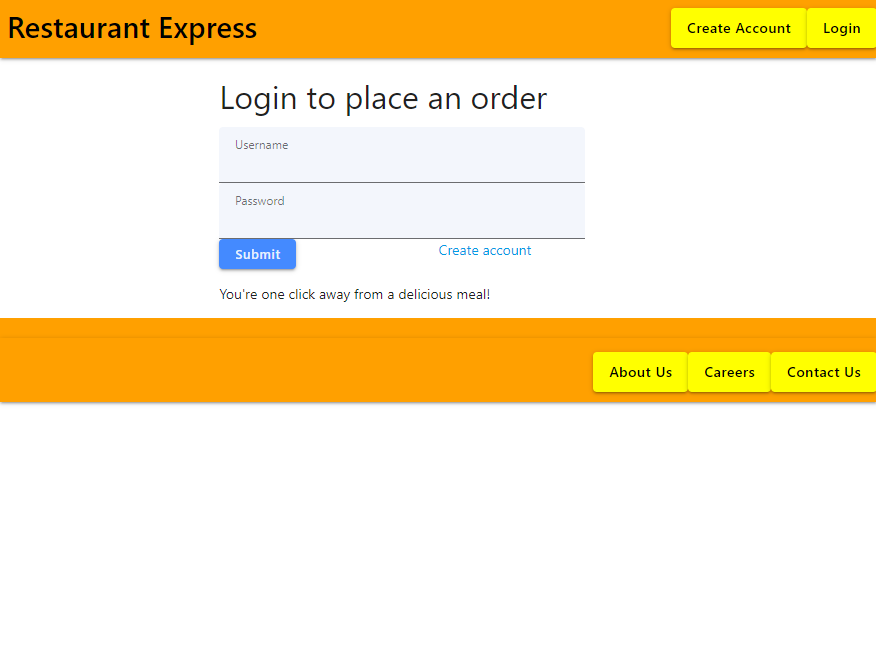 Restaurant Express Create Account Login
Login to place an order
Username
Password
Submit Create account
You're one click away from a delicious meal!
About Us Careers Contact Us